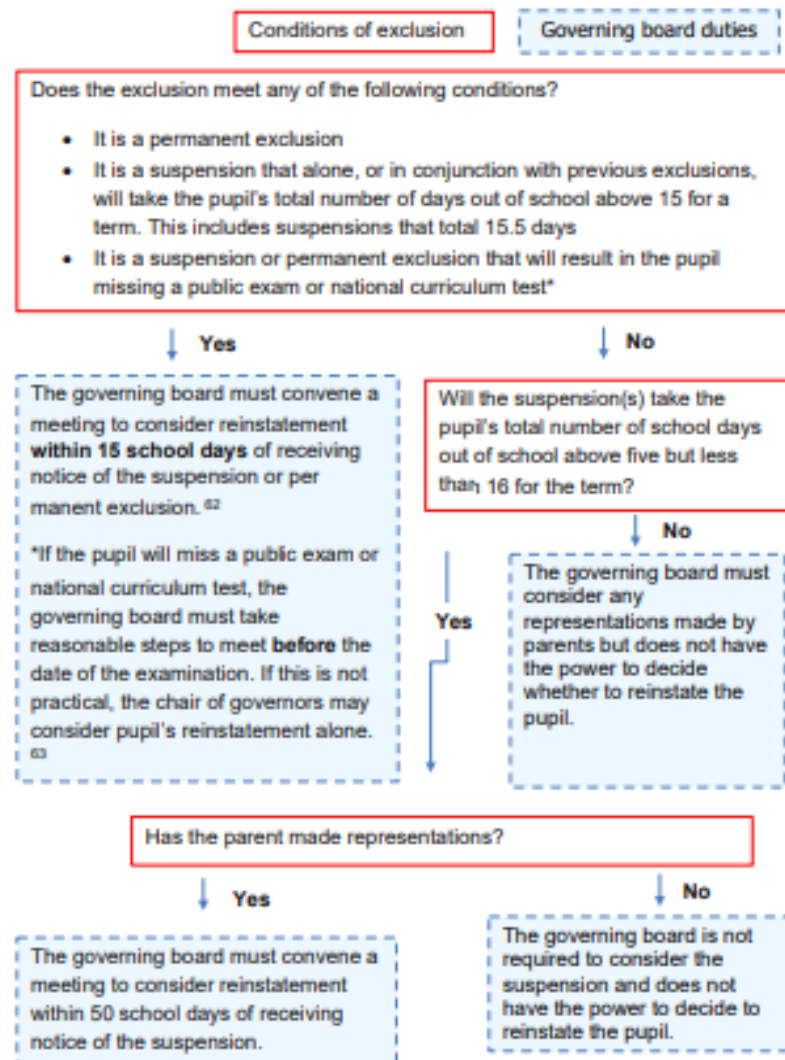 Conditions of exclusion
Governing board duties
Does the exclusion meet any of the following conditions?
• It is a permanent exclusion
• It is a suspension that alone, or in conjunction with previous exclusions,
will take the pupil's total number of days out of school above 15 for a
term. This includes suspensions that total 15.5 days
• It is a suspension or permanent exclusion that will result in the pupil
missing a public exam or national curriculum test*
Yes
No
The governing board must convene a
meeting to consider reinstatement
within 15 school days of receiving
notice of the suspension or per
manent exclusion. 62
*If the pupil will miss a public exam or
national curriculum test, the
governing board must take
reasonable steps to meet before the
date of the examination. If this is not
practical, the chair of governors may
consider pupil's reinstatement alone.
63
Will the suspension(s) take the
pupil's total number of school days
out of school above five but less
than 16 for the term?
Yes
No
The governing board must
consider any
representations made by
parents but does not have
the power to decide
whether to reinstate the
pupil.
Has the parent made representations?
Yes
No
The governing board must convene a
meeting to consider reinstatement
within 50 school days of receiving
notice of the suspension.
The governing board is not
required to consider the
suspension and does not
have the power to decide to
reinstate the pupil.